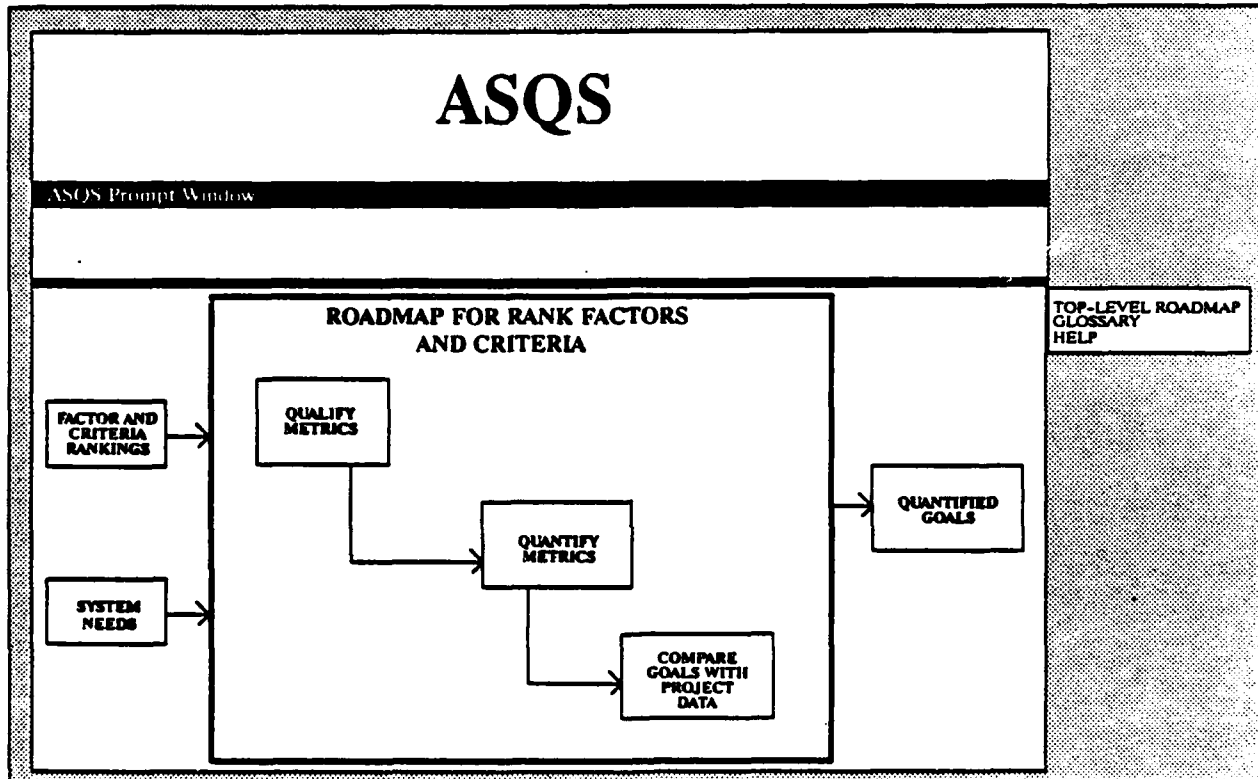 ASQS
ASQS Prompt Window
ROADMAP FOR RANK FACTORS
AND CRITERIA
TOP-LEVEL ROADMAP
GLOSSARY
HELP
FACTOR AND
CRITERIA
RANKINGS
QUALIFY
METRICS
QUANTIFIED
GOALS
QUANTIFY
METRICS
SYSTEM
NEEDS
COMPARE
GOALS WITH
PROJECT
DATA